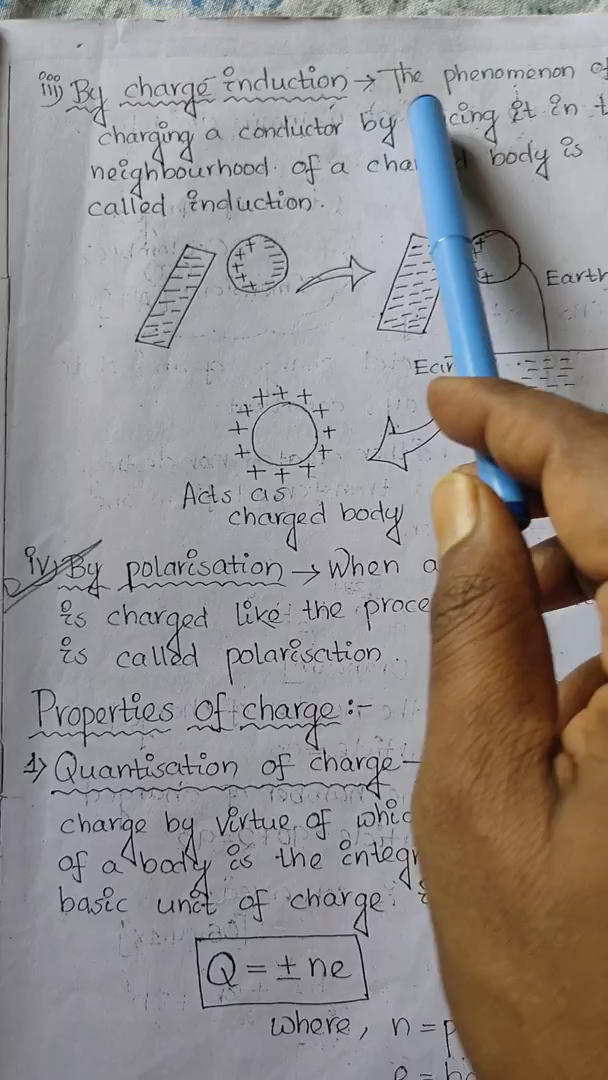 iii) By charge induction → The phenomenon of
charging a conductor by cing it in t
neighbourhood of a cha body is
called induction.
Earth
Ear
Acts as
charged body
iv) By polarisation → When a
is charged like the proce
is called polarisation.
Properties of charge :-
1) Quantisation of charge -
charge by virtue of whic
of a body is the integr
basic unit of charge.
Q = ± ne
where, n = p
e = ba